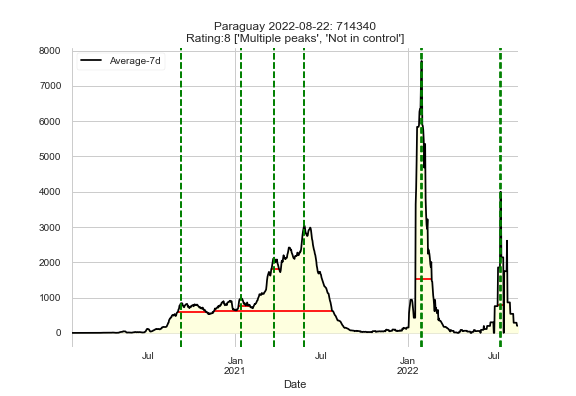 Paraguay 2022-08-22: 714340
Rating:8 ['Multiple peaks', 'Not in control']
8000
7000
6000
5000
4000
3000
2000
1000
0
Average-7d
Jul
Jan
2021
Jul
Jan
2022
Jul
Date